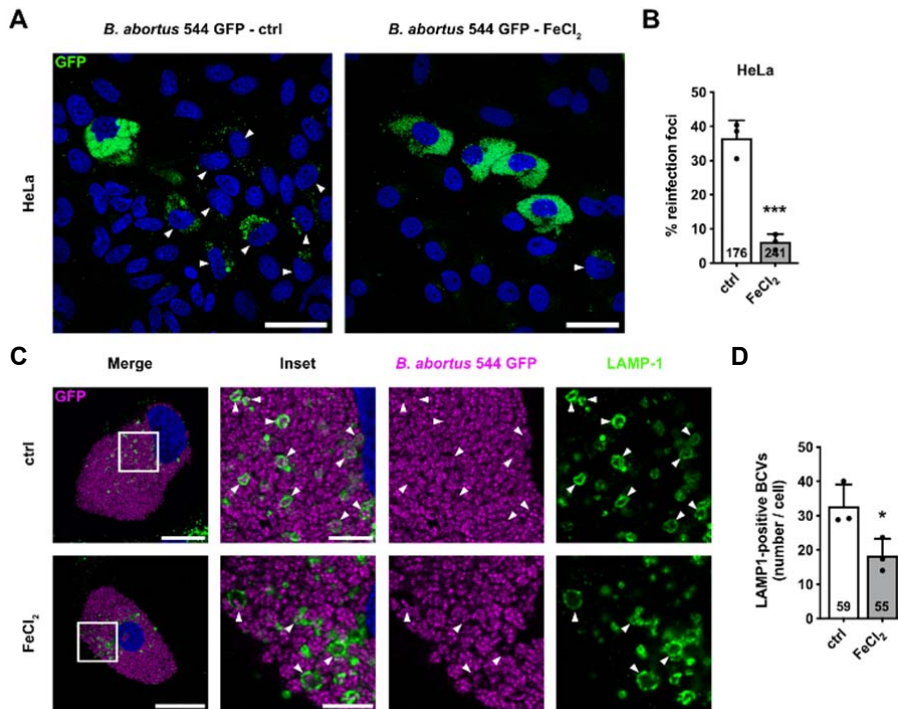 A
B. abortus 544 GFP - ctrl
B. abortus 544 GFP - FeCl₂
GFP
HeLa
B
HeLa
% reinfection foci
50
40
30
20
10
0
***
176
241
ctrl
FeCl₂
C
Merge
Inset
B. abortus 544 GFP
LAMP-1
GFP
ctrl
FeCl₂
D
LAMP1-positive BCVs
(number / cell)
50
40
30
20
10
0
*
59
55
ctrl
FeCl₂